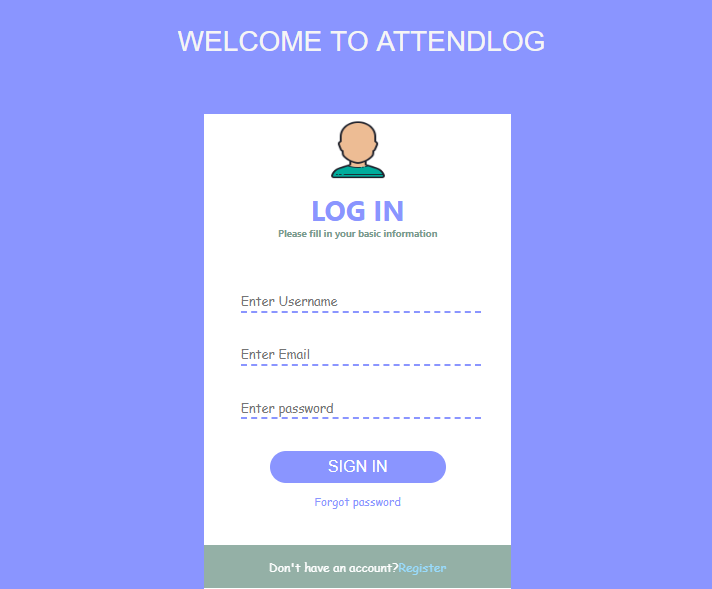 WELCOME TO ATTENDLOG
LOG IN
Please fill in your basic information
Enter Username
Enter Email
Enter password
SIGN IN
Forgot password
Don't have an account?Register